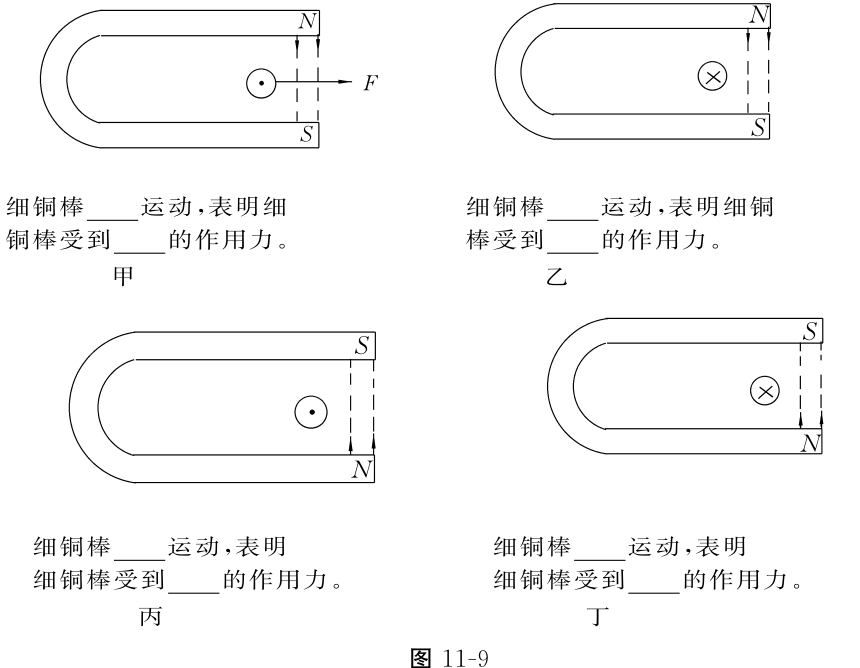 N
F
S
N
S
细铜棒____运动,表明细
铜棒受到____的作用力。
甲
细铜棒____运动,表明细铜
棒受到____的作用力。
乙
S
N
S
N
细铜棒____运动,表明
细铜棒受到____的作用力。
丙
细铜棒____运动,表明
细铜棒受到____的作用力。
丁
图 11-9